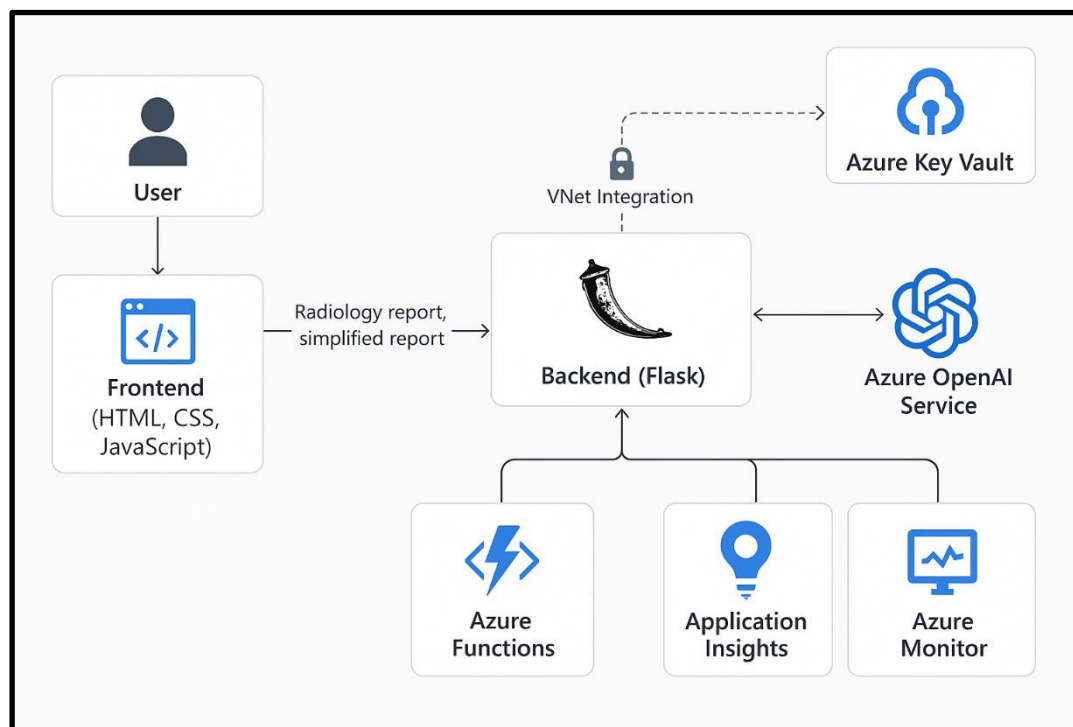 User
Frontend
(HTML, CSS,
JavaScript)
Radiology report,
simplified report
VNet Integration
Azure Key Vault
Backend (Flask)
Azure OpenAI
Service
Azure
Functions
Application
Insights
Azure
Monitor